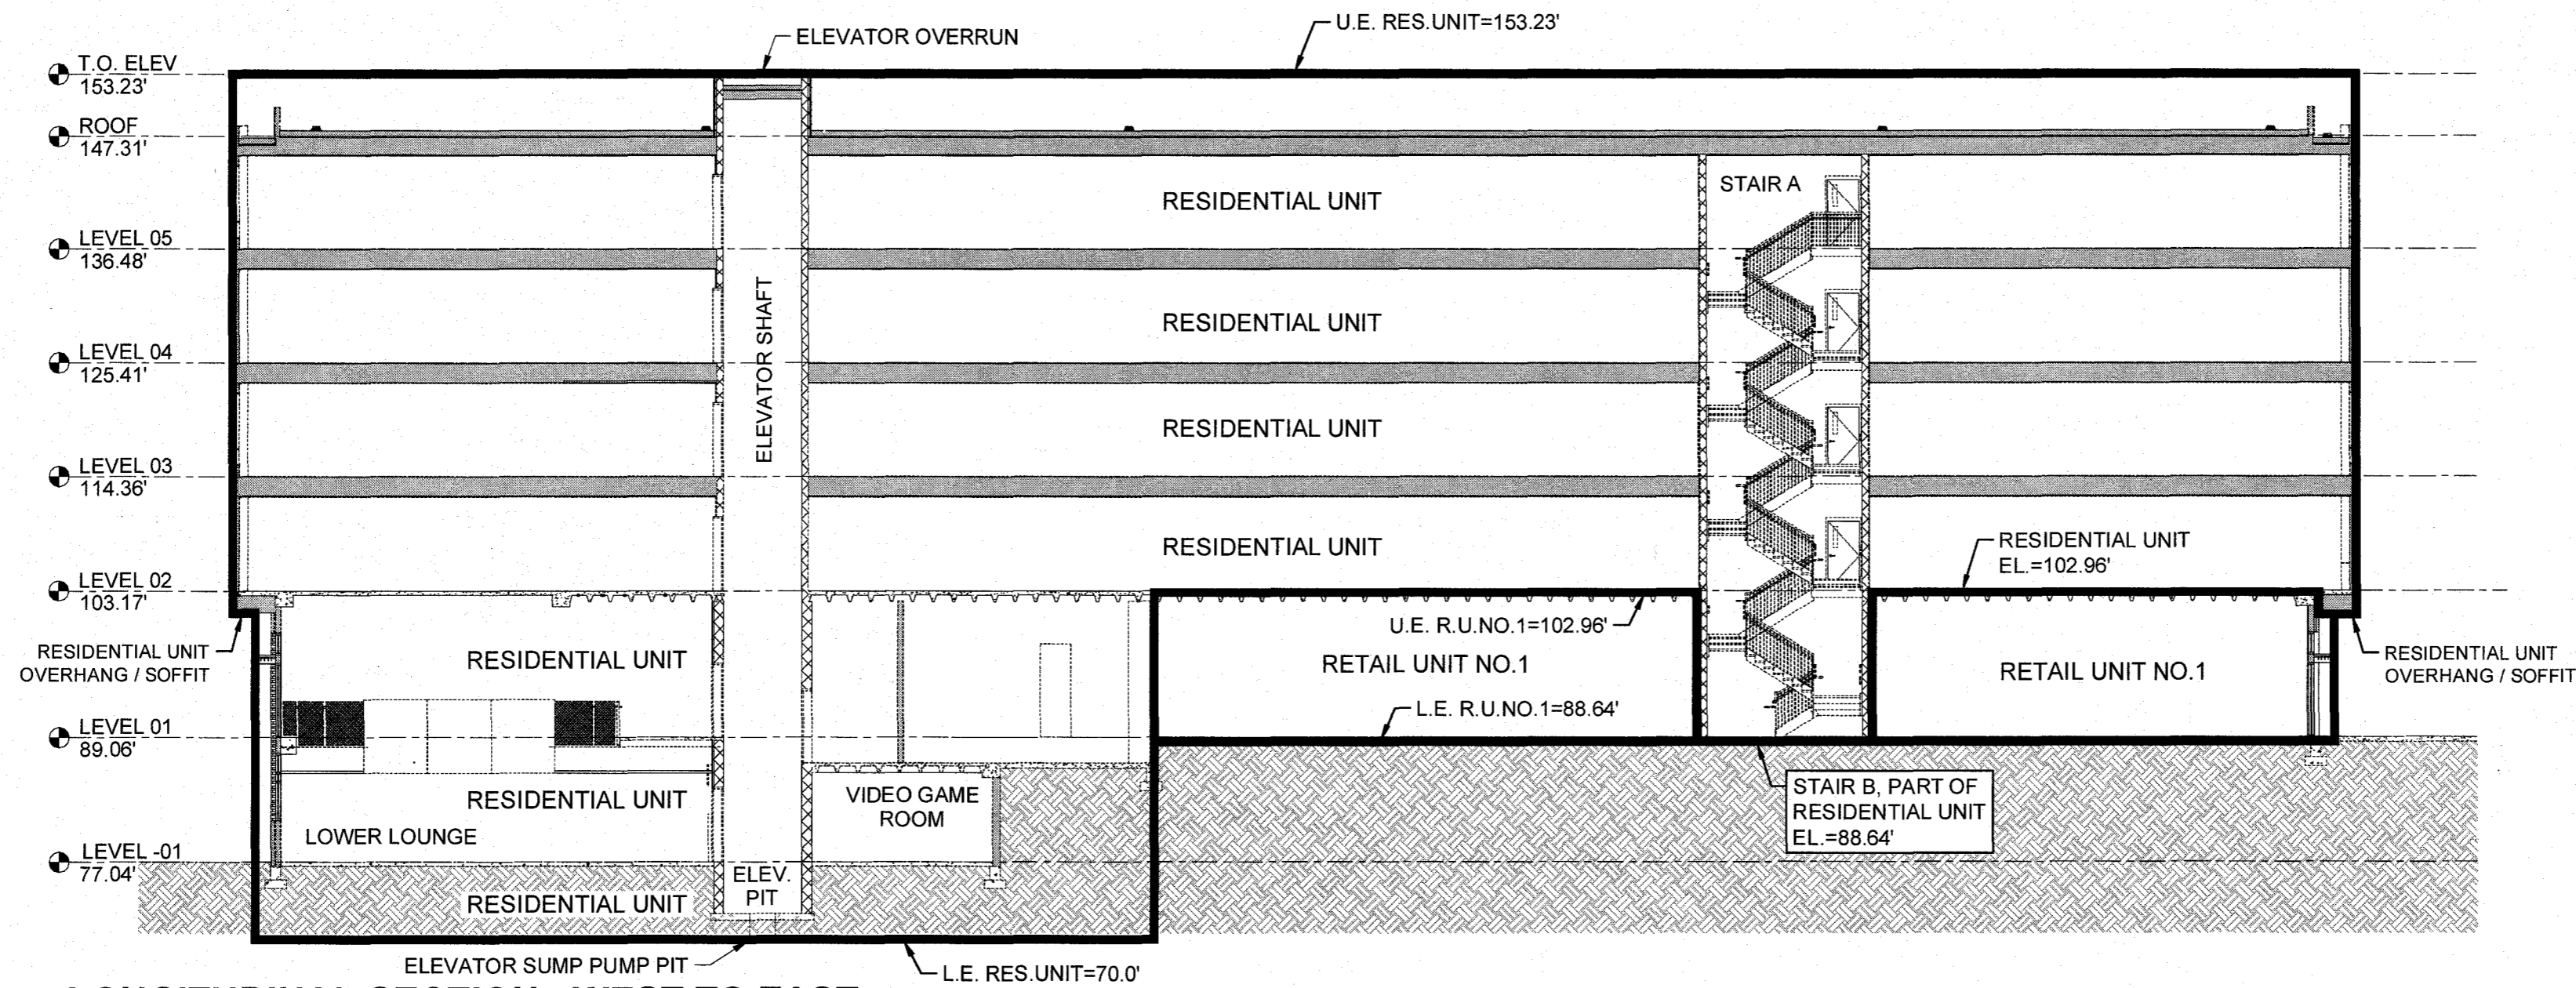 U.E. RES.UNIT=153.23'
ELEVATOR OVERRUN
T.O. ELEV
153.23'
ROOF
147.31'
RESIDENTIAL UNIT
STAIR A
LEVEL 05
136.48'
ELEVATOR SHAFT
RESIDENTIAL UNIT
LEVEL 04
125.41'
RESIDENTIAL UNIT
LEVEL 03
114.36'
RESIDENTIAL UNIT
RESIDENTIAL UNIT
EL.=102.96'
LEVEL 02
103.17'
U.E. R.U.NO.1=102.96'
RESIDENTIAL UNIT
OVERHANG / SOFFIT
RESIDENTIAL UNIT
RETAIL UNIT NO.1
RETAIL UNIT NO.1
RESIDENTIAL UNIT
OVERHANG / SOFFIT
L.E. R.U.NO.1=88.64'
LEVEL 01
89.06'
RESIDENTIAL UNIT
VIDEO GAME
ROOM
STAIR B, PART OF
RESIDENTIAL UNIT
EL.=88.64'
LOWER LOUNGE
LEVEL -01
77.04'
ELEV.
PIT
RESIDENTIAL UNIT
ELEVATOR SUMP PUMP PIT
L.E. RES.UNIT=70.0'